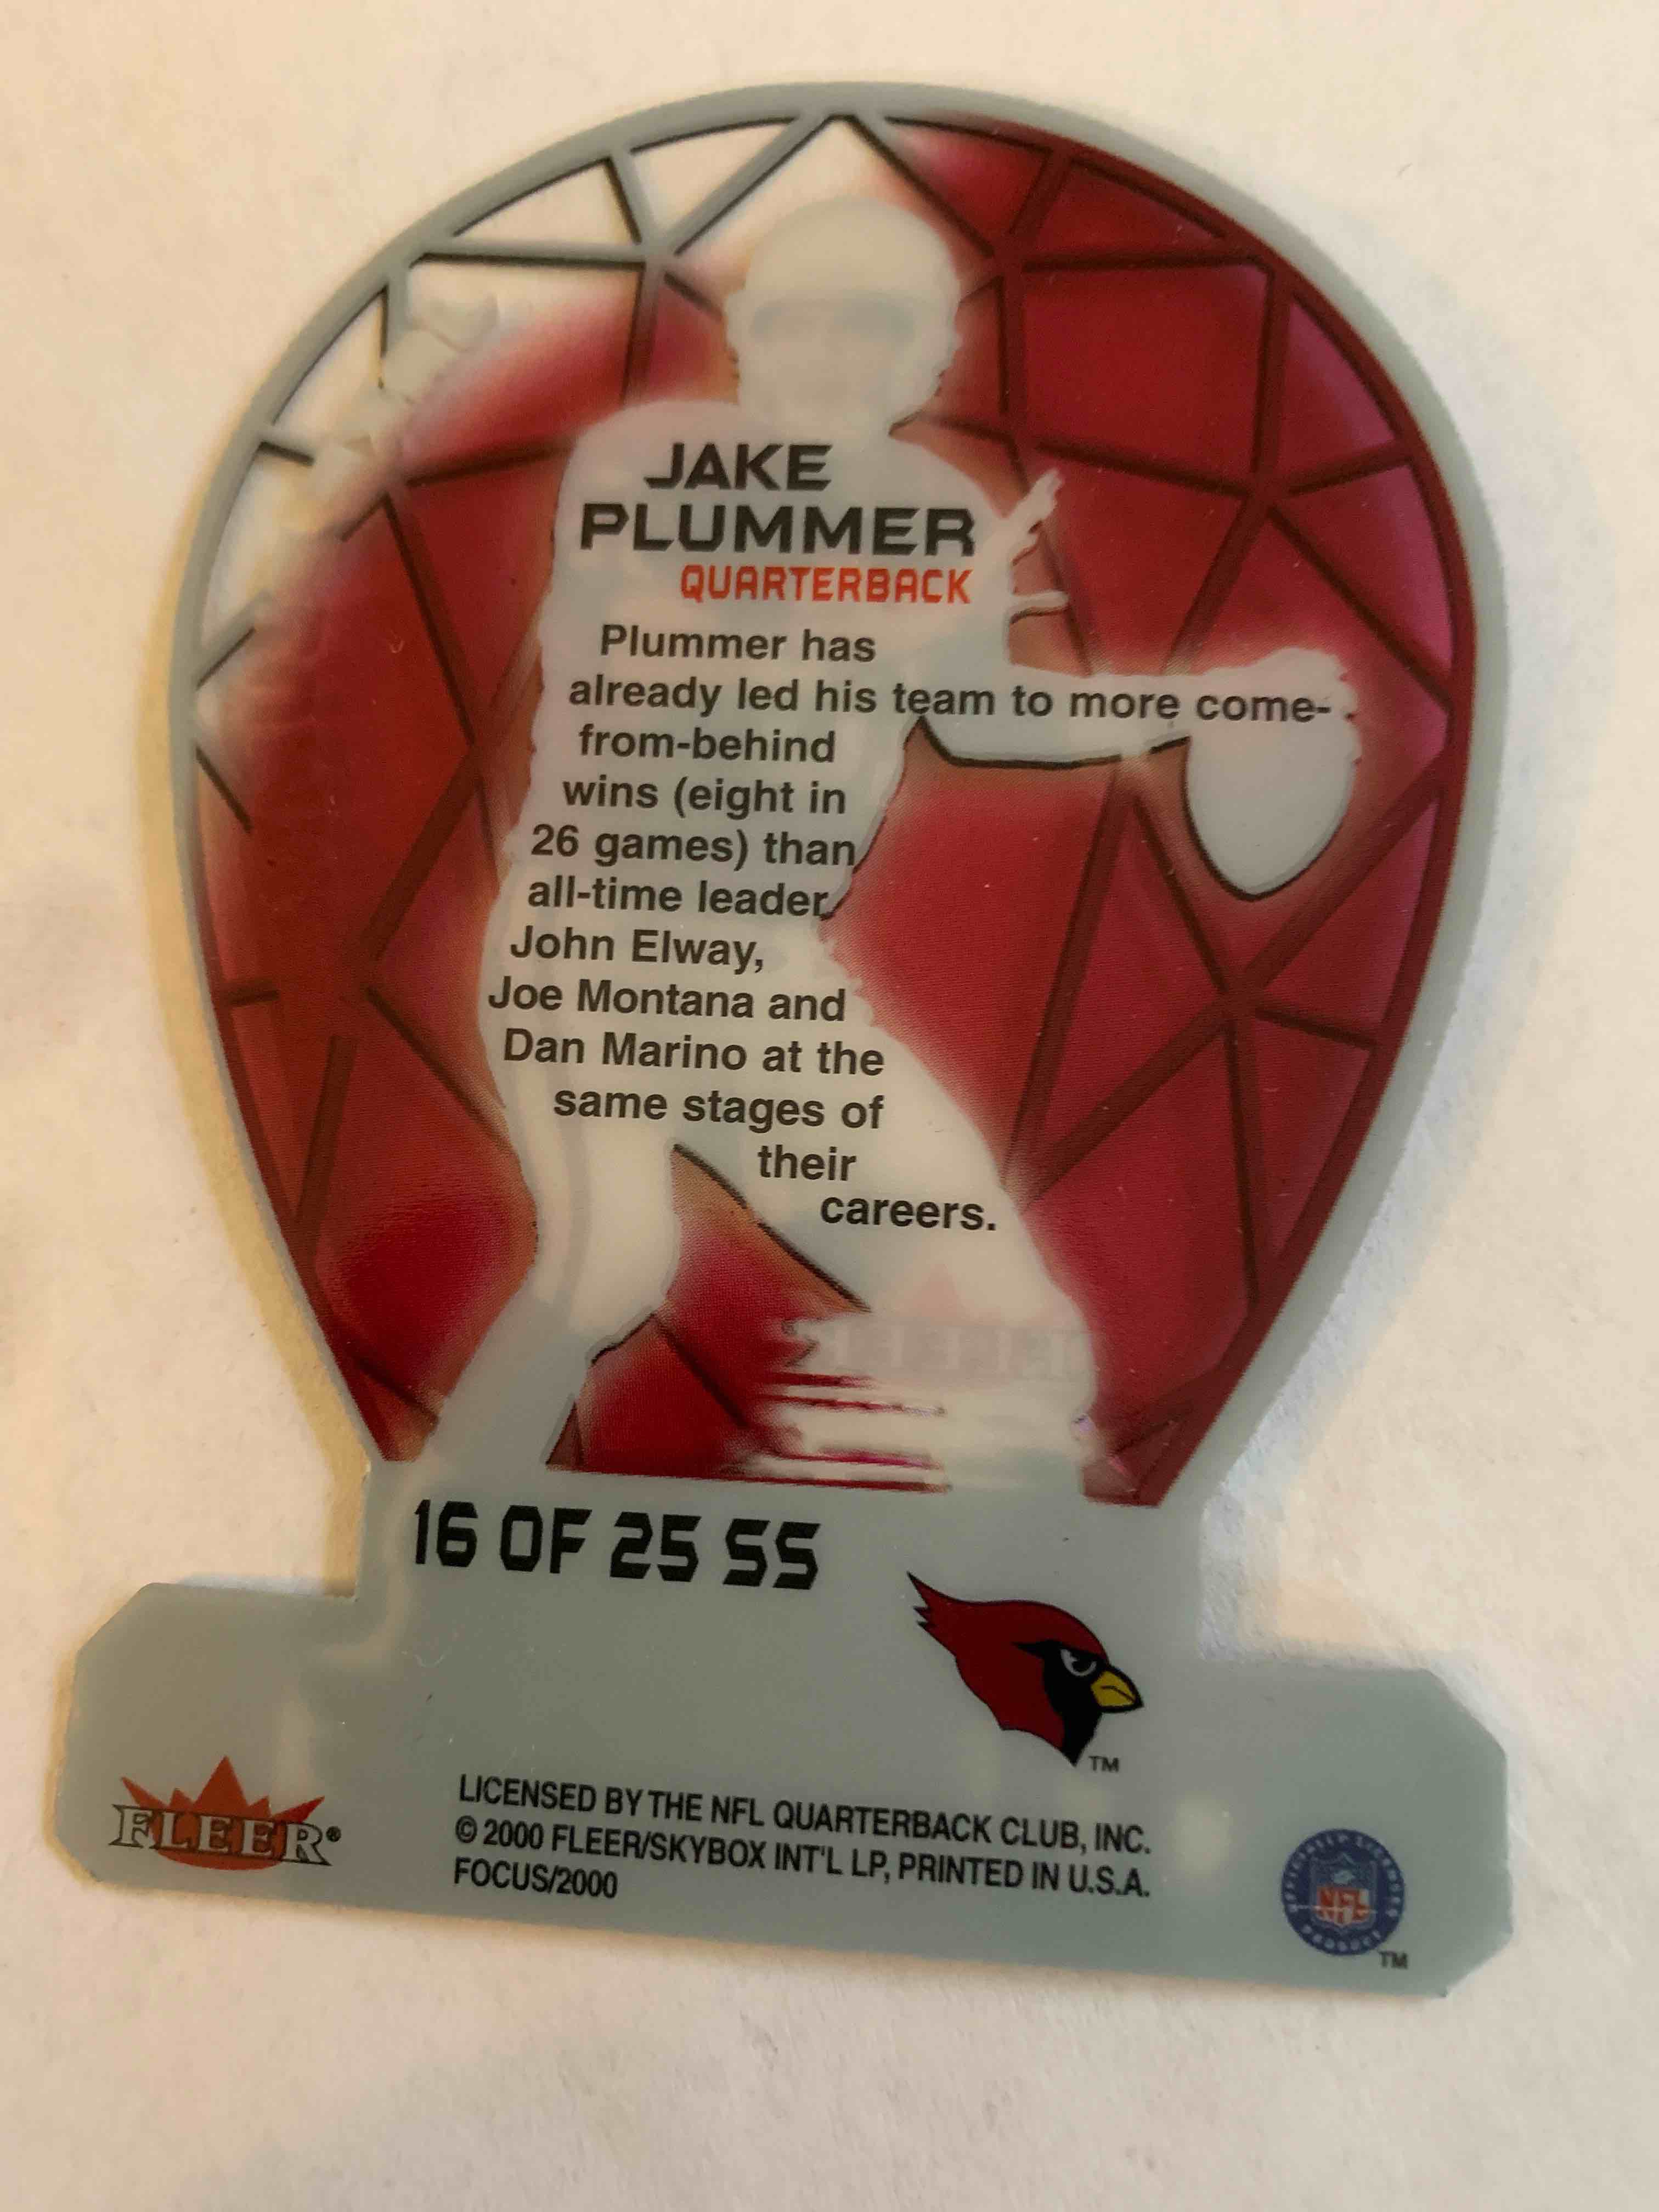 JAKE
PLUMMER
QUARTERBACK
Plummer has
already led his team to more come-
from-behind
wins (eight in
26 games) than
all-time leader
John Elway,
Joe Montana and
Dan Marino at the
same stages of
their
careers.
16 OF 25 SS
TM
FLEER®
LICENSED BY THE NFL QUARTERBACK CLUB, INC.
© 2000 FLEER/SKYBOX INT'L LP, PRINTED IN U.S.A.
FOCUS/2000
OFFICIALLY LICENSED
NFL
PRODUCT
TM